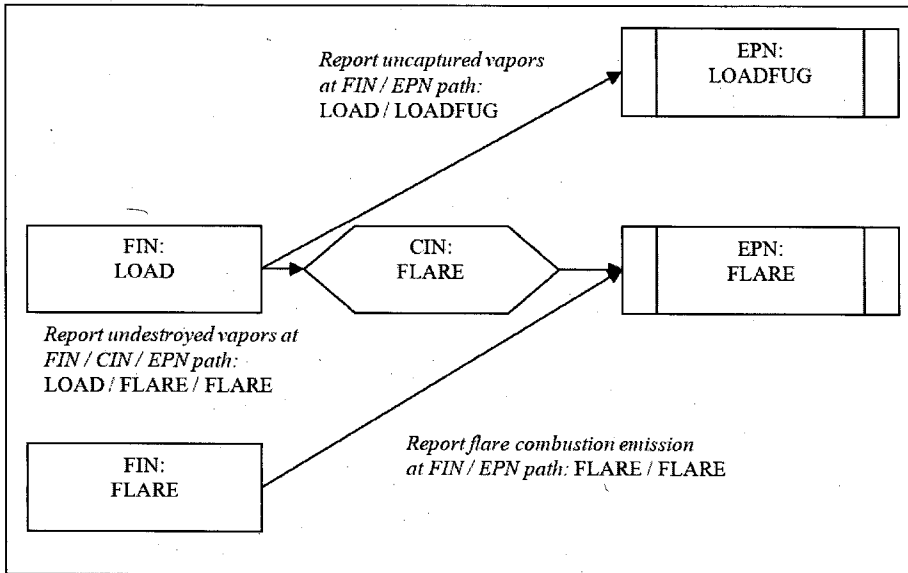 Report uncaptured vapors
at FIN / EPN path:
LOAD / LOADFUG
EPN:
LOADFUG
FIN:
LOAD
CIN:
FLARE
EPN:
FLARE
Report undestroyed vapors at
FIN / CIN / EPN path:
LOAD / FLARE / FLARE
FIN:
FLARE
Report flare combustion emission
at FIN / EPN path: FLARE / FLARE